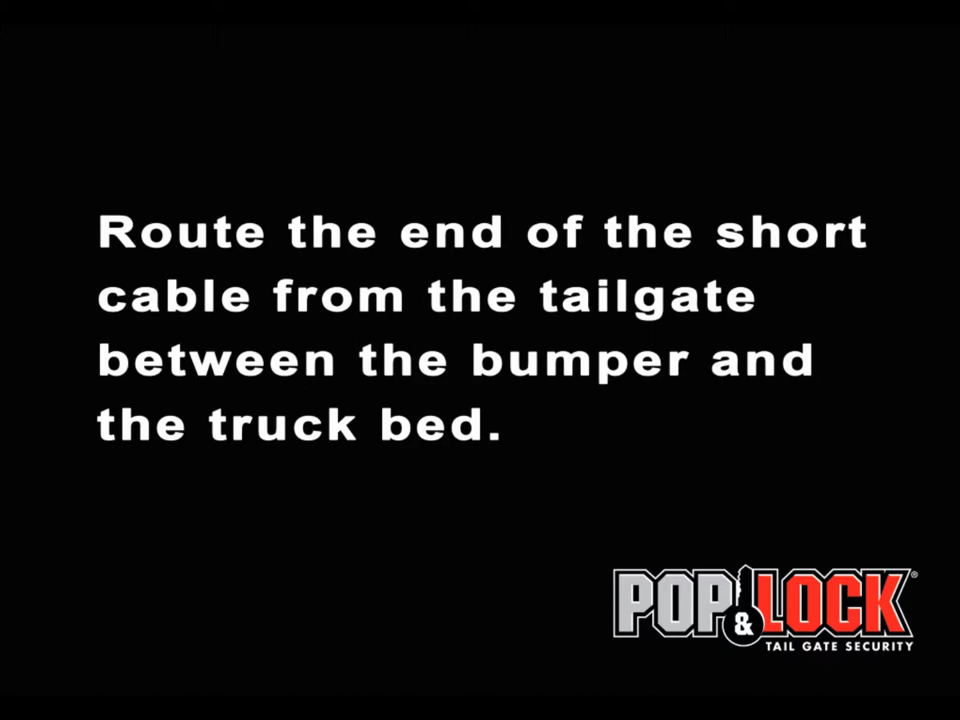 Route the end of the short
cable from the tailgate
between the bumper and
the truck bed.
POP&LOCK®
TAIL GATE SECURITY